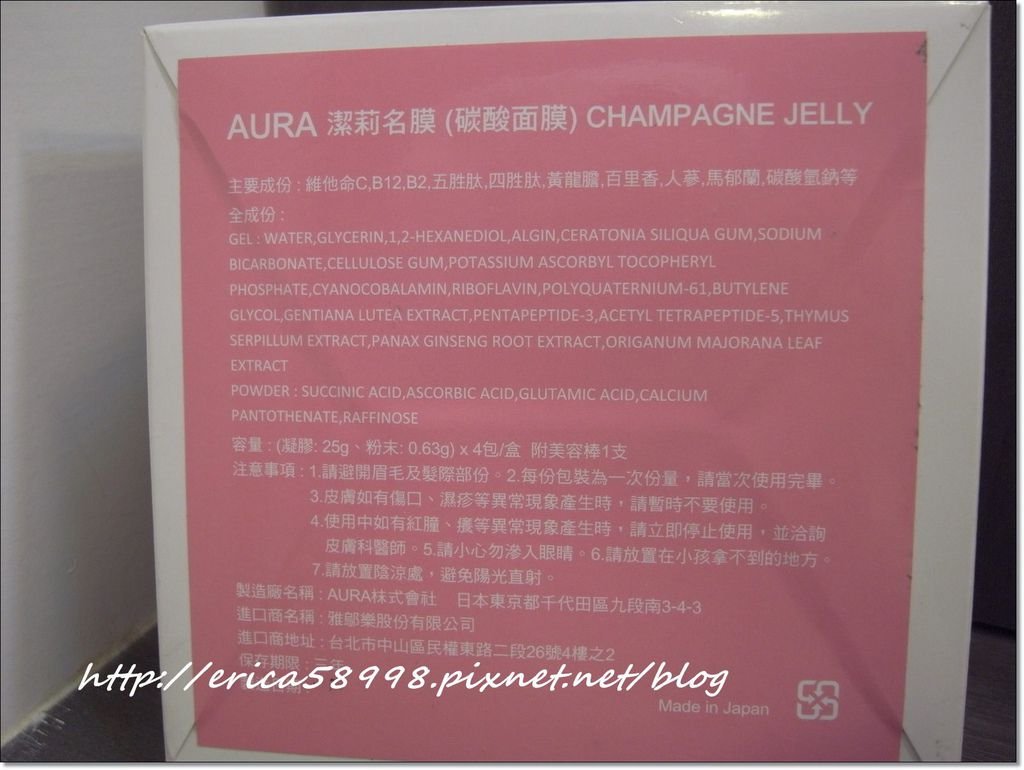 AURA 潔莉名膜 (碳酸面膜) CHAMPAGNE JELLY
主要成份 : 維他命C,B12,B2,五胜肽,四胜肽,黃龍膽,百里香,人蔘,馬郁蘭,碳酸氫鈉等
全成份 :
GEL : WATER,GLYCERIN,1,2-HEXANEDIOL,ALGIN,CERATONIA SILIQUA GUM,SODIUM
BICARBONATE,CELLULOSE GUM,POTASSIUM ASCORBYL TOCOPHERYL
PHOSPHATE,CYANOCOBALAMIN,RIBOFLAVIN,POLYQUATERNIUM-61,BUTYLENE
GLYCOL,GENTIANA LUTEA EXTRACT,PENTAPEPTIDE-3,ACETYL TETRAPEPTIDE-5,THYMUS
SERPILLUM EXTRACT,PANAX GINSENG ROOT EXTRACT,ORIGANUM MAJORANA LEAF
EXTRACT
POWDER : SUCCINIC ACID,ASCORBIC ACID,GLUTAMIC ACID,CALCIUM
PANTOTHENATE,RAFFINOSE
容量 : (凝膠: 25g、粉末: 0.63g) x 4包/盒 附美容棒1支
注意事項 : 1.請避開眉毛及髮際部份。2.每份包裝為一次份量，請當次使用完畢。
3.皮膚如有傷口、濕疹等異常現象產生時，請暫時不要使用。
4.使用中如有紅腫、癢等異常現象產生時，請立即停止使用，並洽詢
皮膚科醫師。5.請小心勿滲入眼睛。6.請放置在小孩拿不到的地方。
7.請放置陰涼處，避免陽光直射。
製造廠名稱 : AURA株式會社 日本東京都千代田區九段南3-4-3
進口商名稱 : 雅鄔樂股份有限公司
進口商地址 : 台北市中山區民權東路二段26號4樓之2
保存期限 : 三年
http://erica58998.pixnet.net/blog
Made in Japan